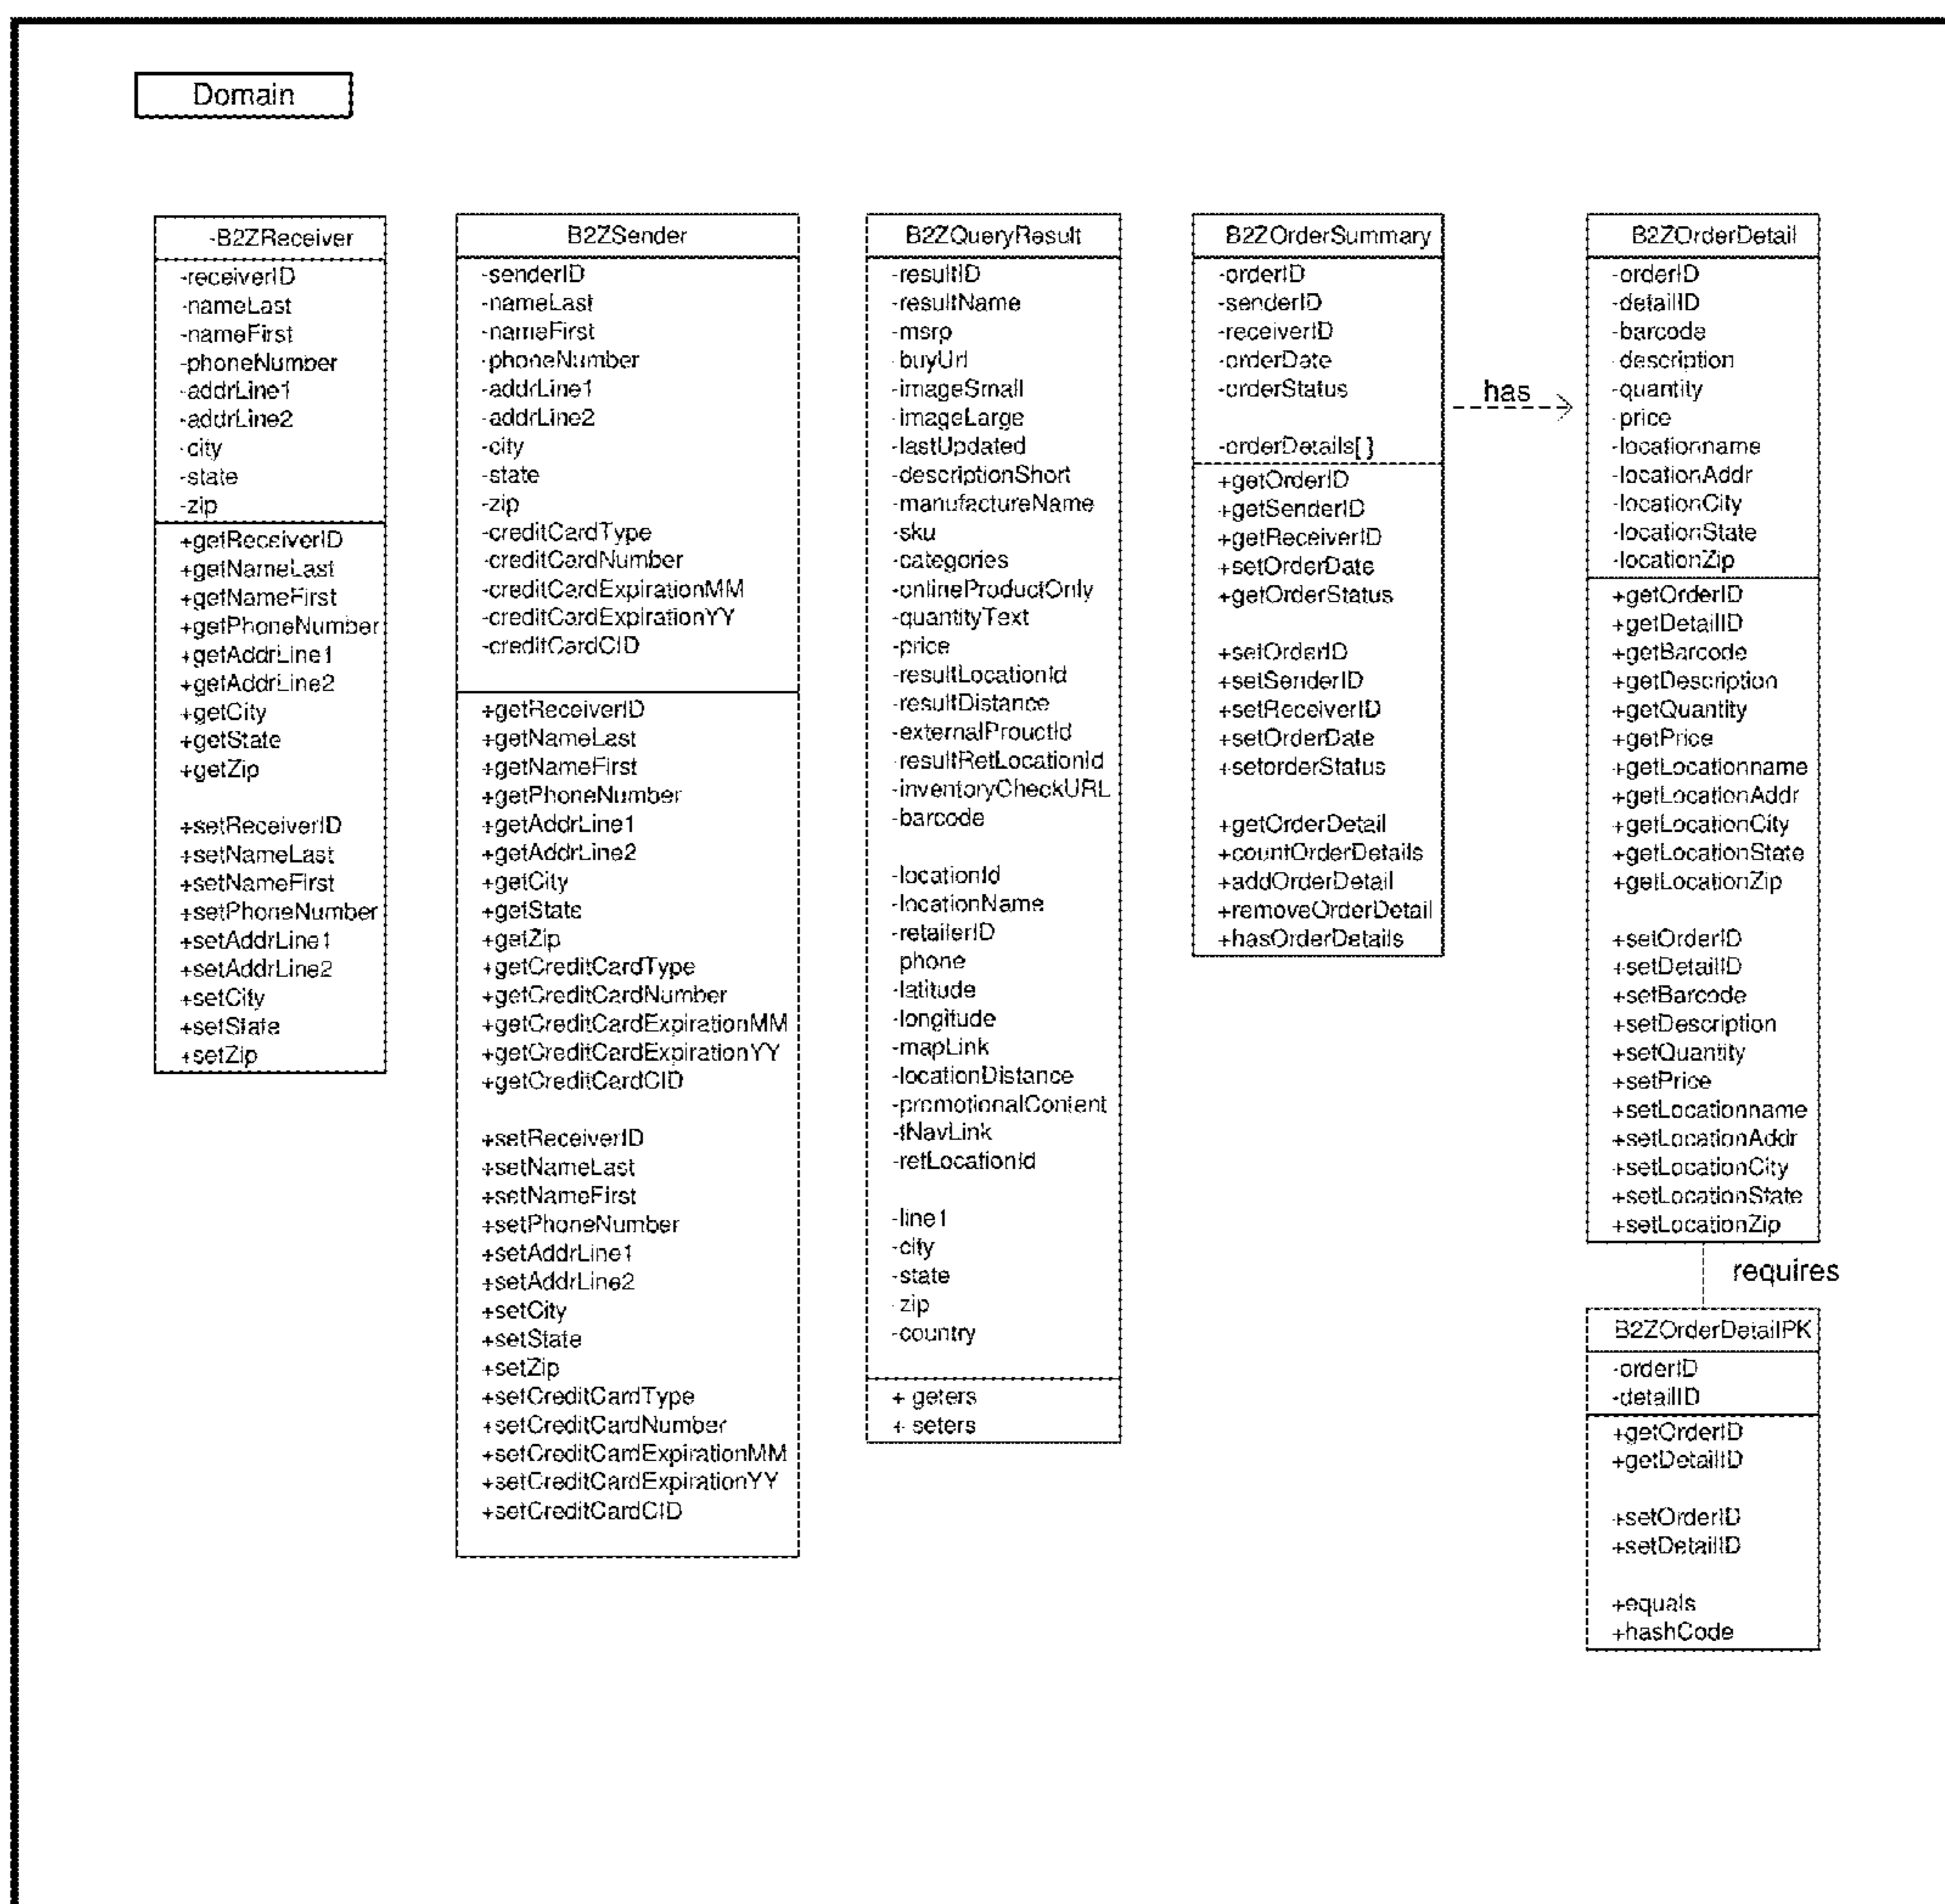 Domain
-B2ZReceiver
-receiverID
-nameLast
-nameFirst
-phoneNumber
-addrLine1
-addrLine2
-city
-state
-zip
+getReceiverID
+getNameLast
+getNameFirst
+getPhoneNumber
+getAddrLine1
+getAddrLine2
+getCity
+getState
+getZip
+setReceiverID
+setNameLast
+setNameFirst
+setPhoneNumber
+setAddrLine1
+setAddrLine2
+setCity
+setState
+setZip
B2ZSender
-senderID
-nameLast
-nameFirst
-phoneNumber
-addrLine1
-addrLine2
-city
-state
-zip
-creditCardType
-creditCardNumber
-creditCardExpirationMM
-creditCardExpirationYY
-creditCardCID
+getReceiverID
+getNameLast
+getNameFirst
+getPhoneNumber
+getAddrLine1
+getAddrLine2
+getCity
+getState
+getZip
+getCreditCardType
+getCreditCardNumber
+getCreditCardExpirationMM
+getCreditCardExpirationYY
+getCreditCardCID
+setReceiverID
+setNameLast
+setNameFirst
+setPhoneNumber
+setAddrLine1
+setAddrLine2
+setCity
+setState
+setZip
+setCreditCardType
+setCreditCardNumber
+setCreditCardExpirationMM
+setCreditCardExpirationYY
+setCreditCardCID
B2ZQueryResult
-resultID
-resultName
-msrp
-buyUrl
-imageSmall
-imageLarge
-lastUpdated
-descriptionShort
-manufactureName
-sku
-categories
-onlineProductOnly
-quantityText
-price
-resultLocationId
-resultDistance
-externalProuctId
-resultRetLocationId
-inventoryCheckURL
-barcode
-locationId
-locationName
-retailerID
phone
-latitude
-longitude
-mapLink
-locationDistance
-promotionalContent
-tNavLink
-retLocationId
-line1
-city
-state
-zip
-country
+ geters
+ seters
B2ZOrderSummary
-orderID
-senderID
-receiverID
-orderDate
-orderStatus
-orderDetails[ ]
+getOrderID
+getSenderID
+getReceiverID
+setOrderDate
+getOrderStatus
+setOrderID
+setSenderID
+setReceiverID
+setOrderDate
+setorderStatus
+getOrderDetail
+countOrderDetails
+addOrderDetail
+removeOrderDetail
+hasOrderDetails
has
B2ZOrderDetail
-orderID
-detailID
-barcode
-description
-quantity
-price
-locationname
-locationAddr
-locationCity
-locationState
-locationZip
+getOrderID
+getDetailID
+getBarcode
+getDescription
+getQuantity
+getPrice
+getLocationname
+getLocationAddr
+getLocationCity
+getLocationState
+getLocationZip
+setOrderID
+setDetailID
+setBarcode
+setDescription
+setQuantity
+setPrice
+setLocationname
+setLocationAddr
+setLocationCity
+setLocationState
+setLocationZip
requires
B2ZOrderDetailPK
-orderID
-detailID
+getOrderID
+getDetailID
+setOrderID
+setDetailID
+equals
+hashCode